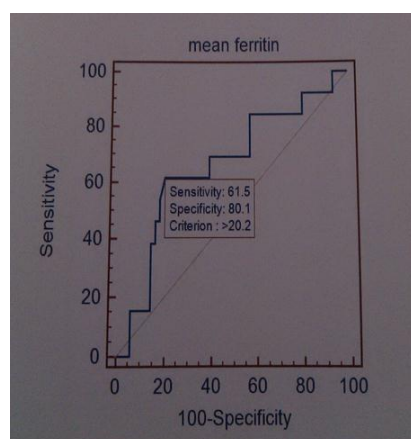 mean ferritin
100
80
60
40
20
0
Sensitivity
Sensitivity: 61.5
Specificity: 80.1
Criterion : >20.2
0 20 40 60 80 100
100-Specificity